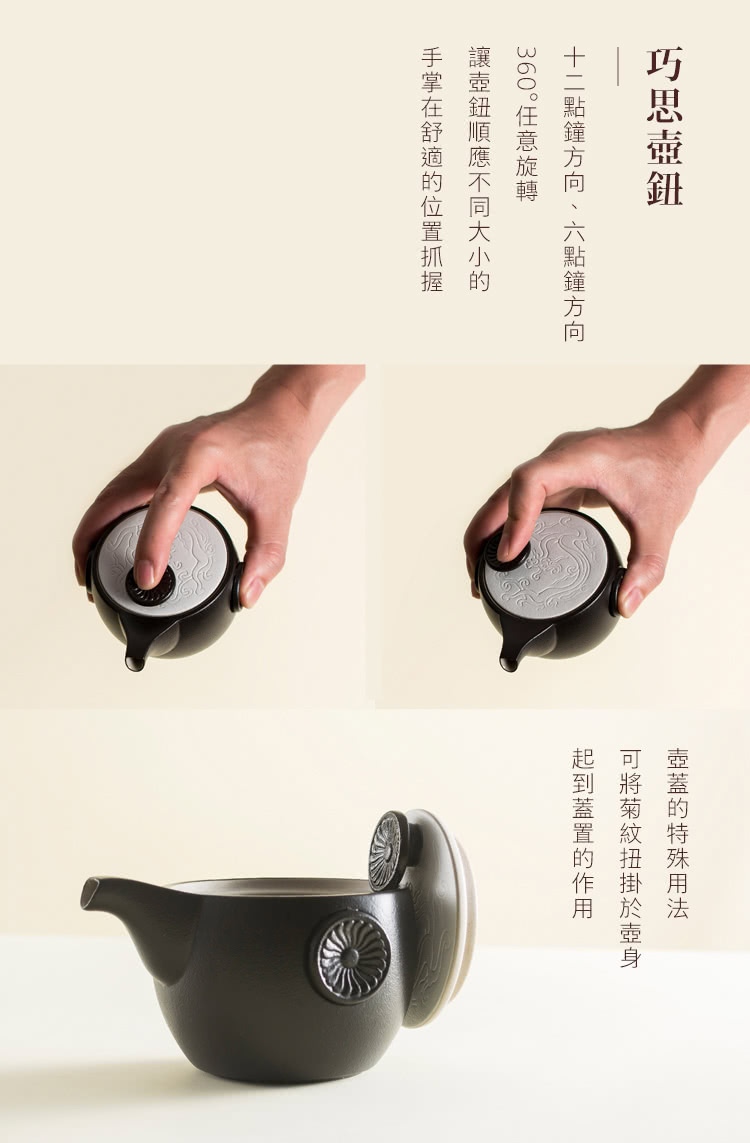 巧思壺鈕
十二點鐘方向、六點鐘方向
360°任意旋轉
讓壺鈕順應不同大小的
手掌在舒適的位置抓握
壺蓋的特殊用法
可將菊紋扭掛於壺身
起到蓋置的作用